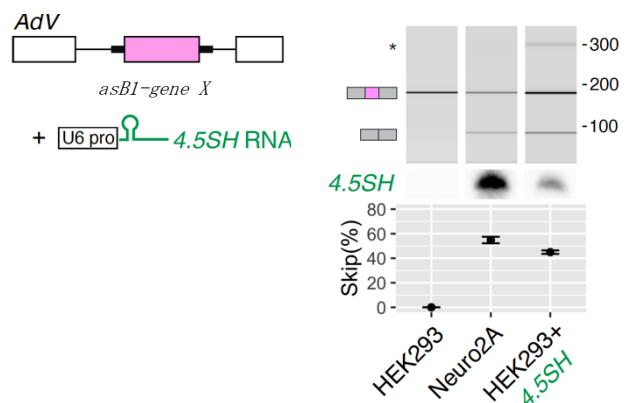 AdV
asB1-gene X
+ U6 pro 4.5SH RNA
*
-300
-200
-100
4.5SH
Skip(%)
80
60
40
20
0
HEK293
Neuro2A
HEK293+
4.5SH